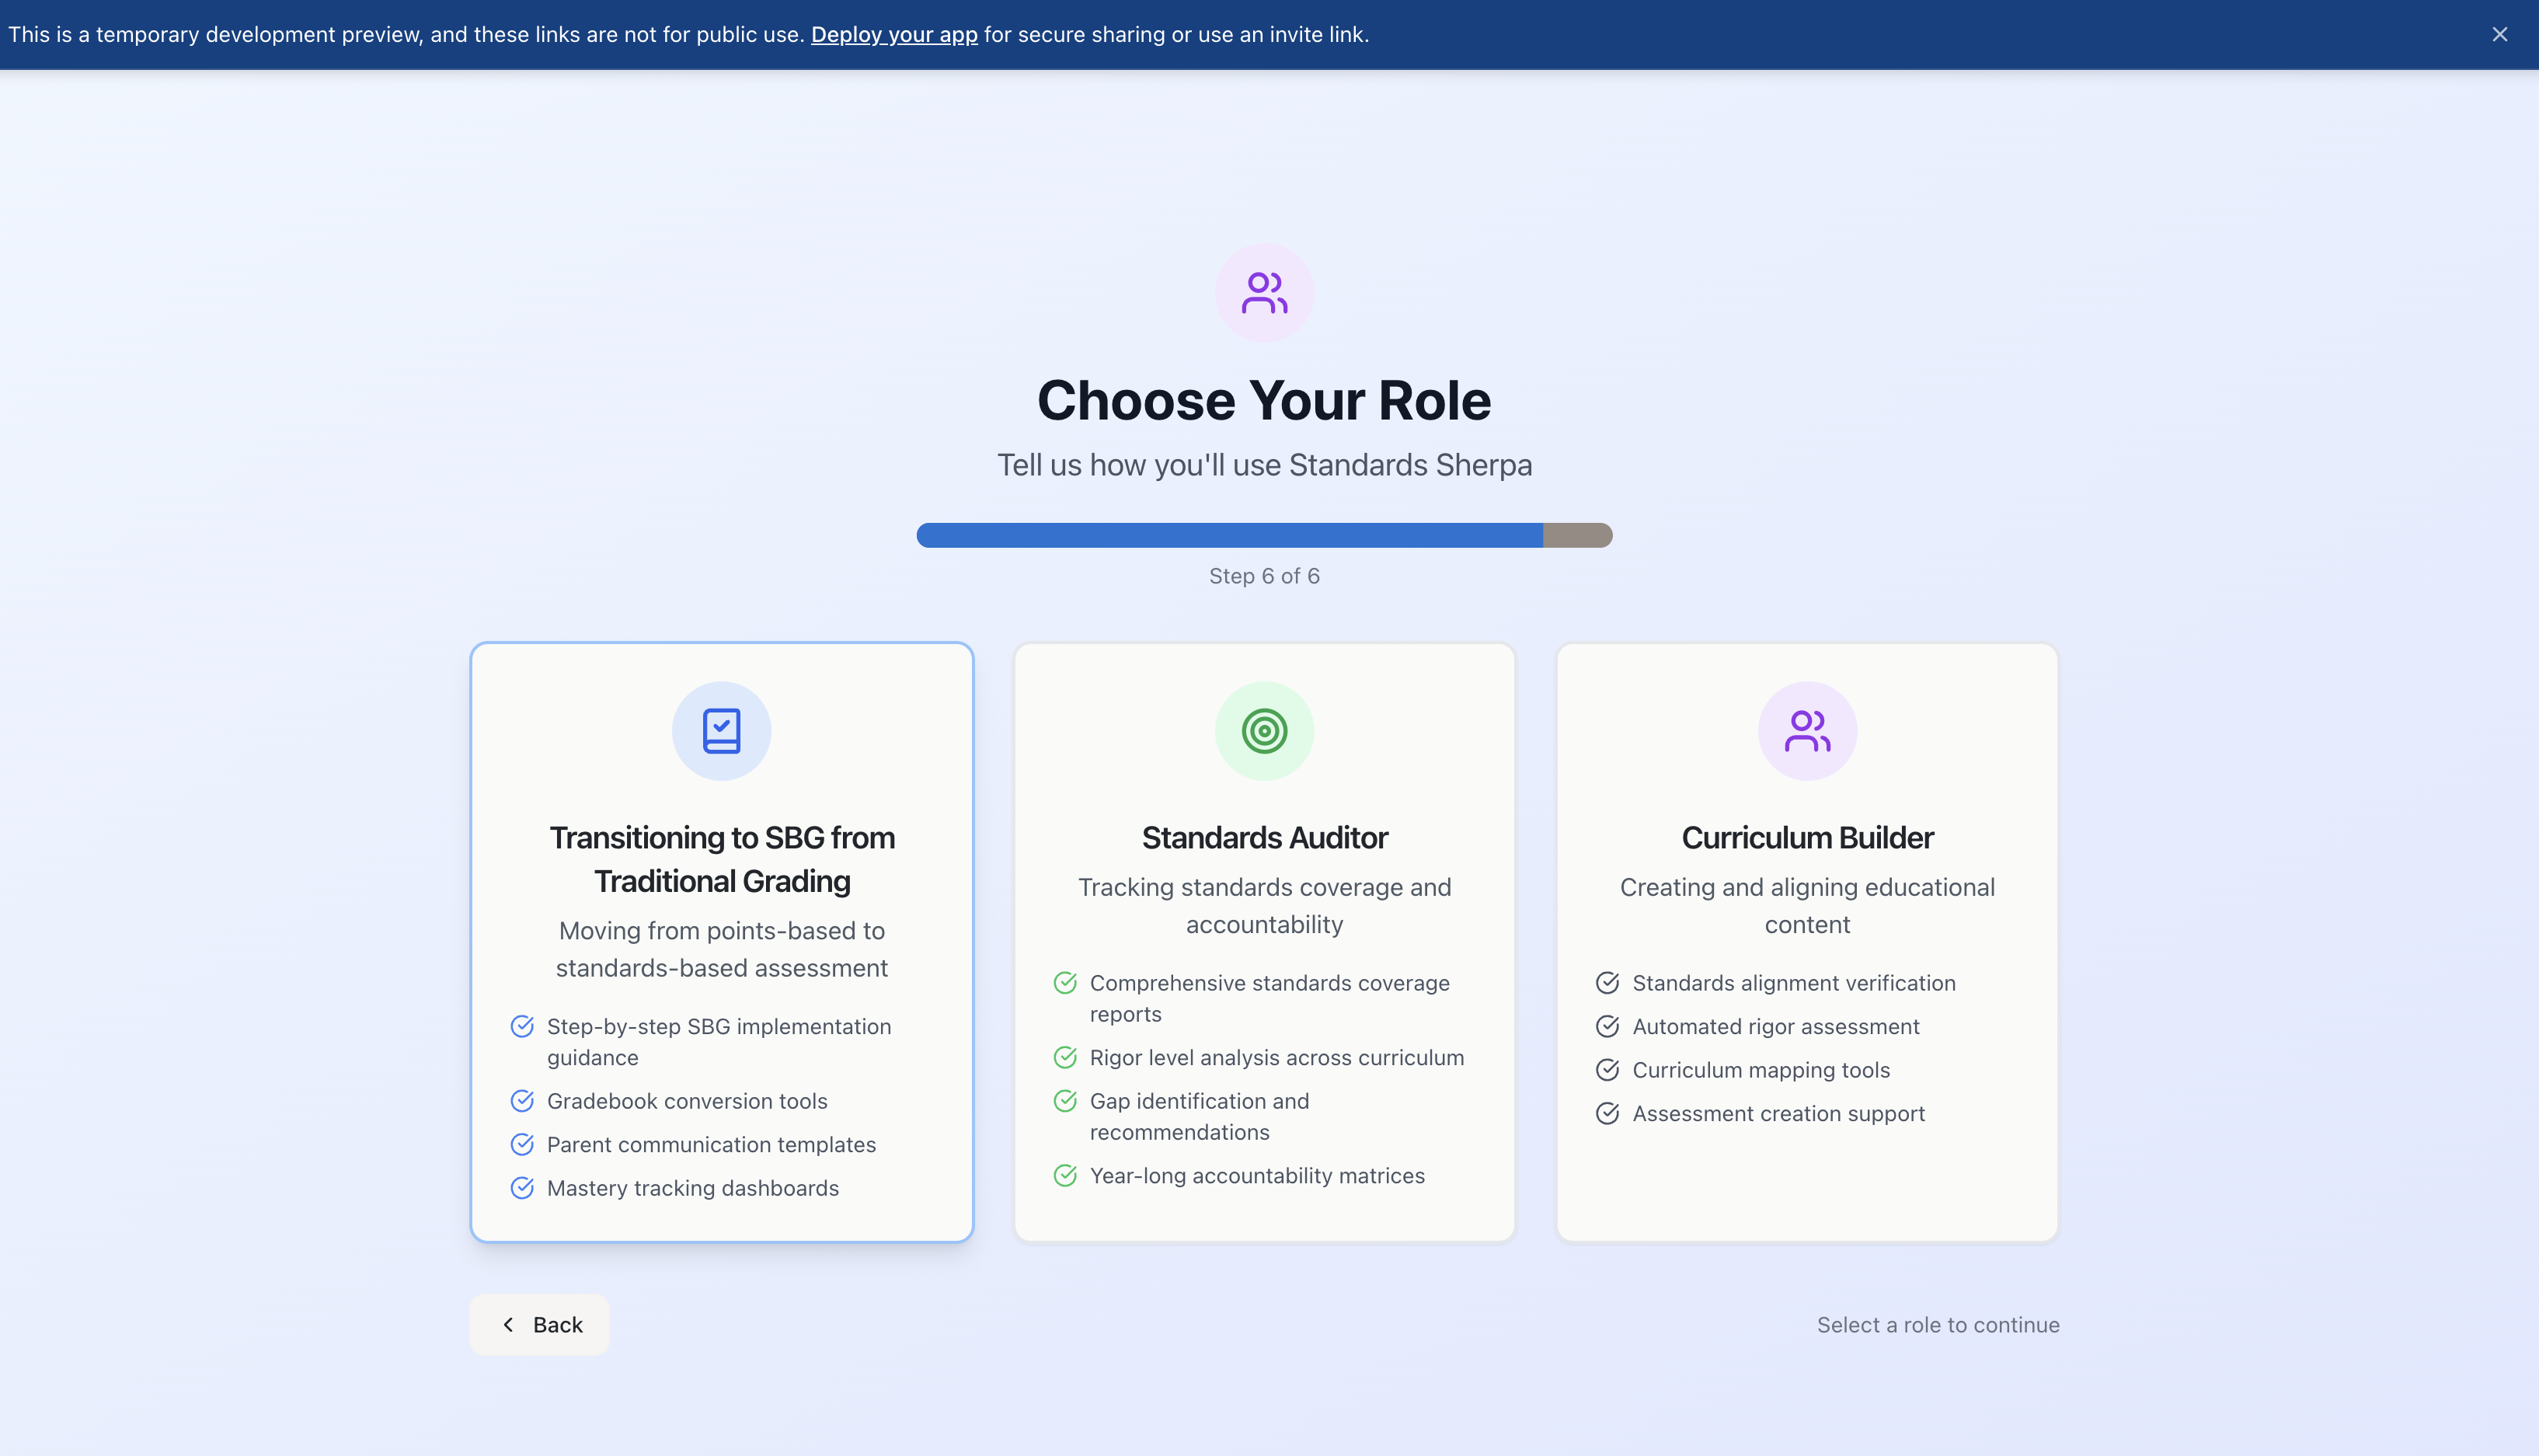 This is a temporary development preview, and these links are not for public use. Deploy your app for secure sharing or use an invite link.
Choose Your Role
Tell us how you'll use Standards Sherpa
Step 6 of 6
Transitioning to SBG from
Traditional Grading
Moving from points-based to
standards-based assessment
Step-by-step SBG implementation
guidance
Gradebook conversion tools
Parent communication templates
Mastery tracking dashboards
Standards Auditor
Tracking standards coverage and
accountability
Comprehensive standards coverage
reports
Rigor level analysis across curriculum
Gap identification and
recommendations
Year-long accountability matrices
Curriculum Builder
Creating and aligning educational
content
Standards alignment verification
Automated rigor assessment
Curriculum mapping tools
Assessment creation support
Back
Select a role to continue